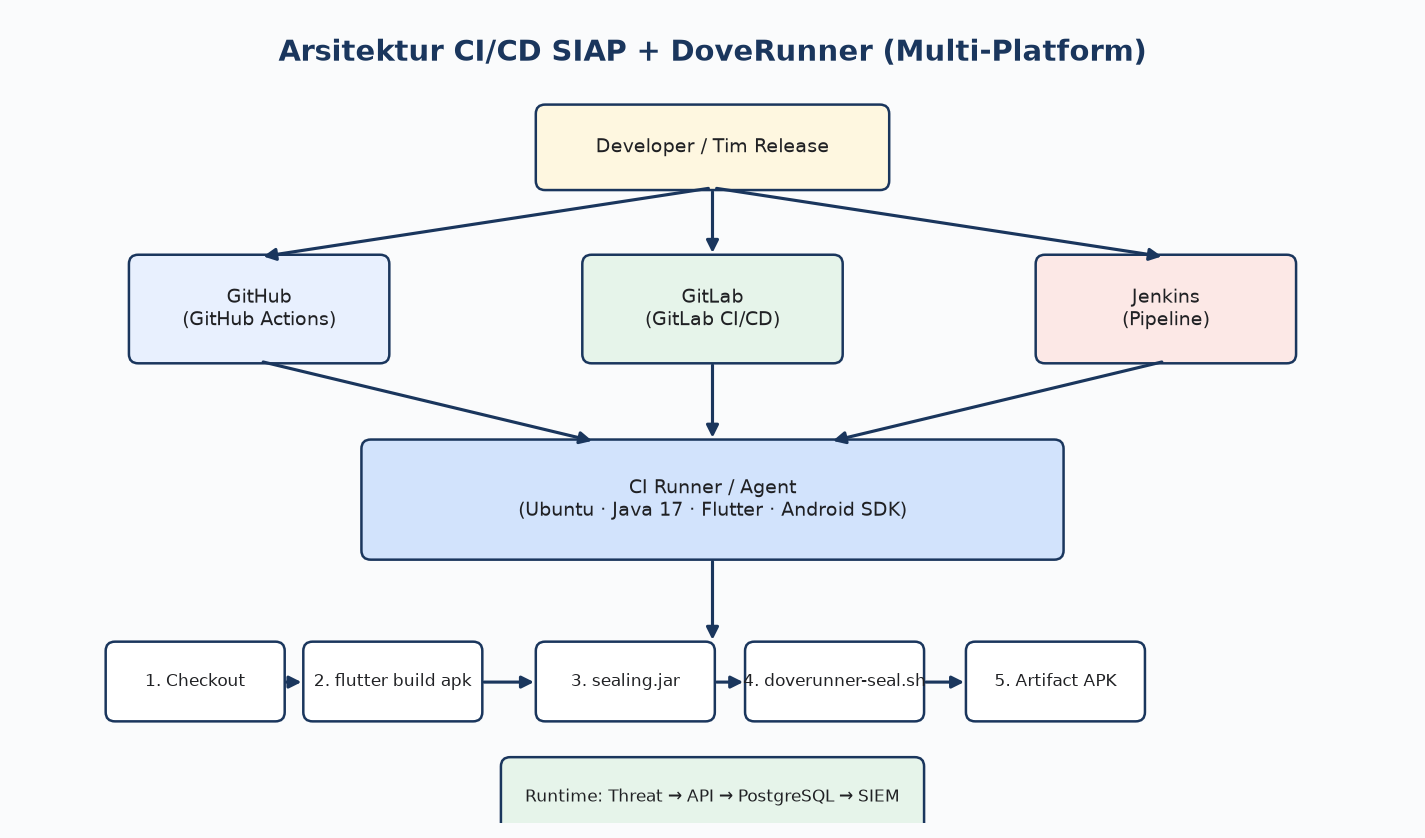 Arsitektur CI/CD SIAP + DoveRunner (Multi-Platform)
Developer / Tim Release
GitHub
(GitHub Actions)
GitLab
(GitLab CI/CD)
Jenkins
(Pipeline)
CI Runner / Agent
(Ubuntu · Java 17 · Flutter · Android SDK)
1. Checkout
2. flutter build apk
3. sealing.jar
4. doverunner-seal.sh
5. Artifact APK
Runtime: Threat → API → PostgreSQL → SIEM